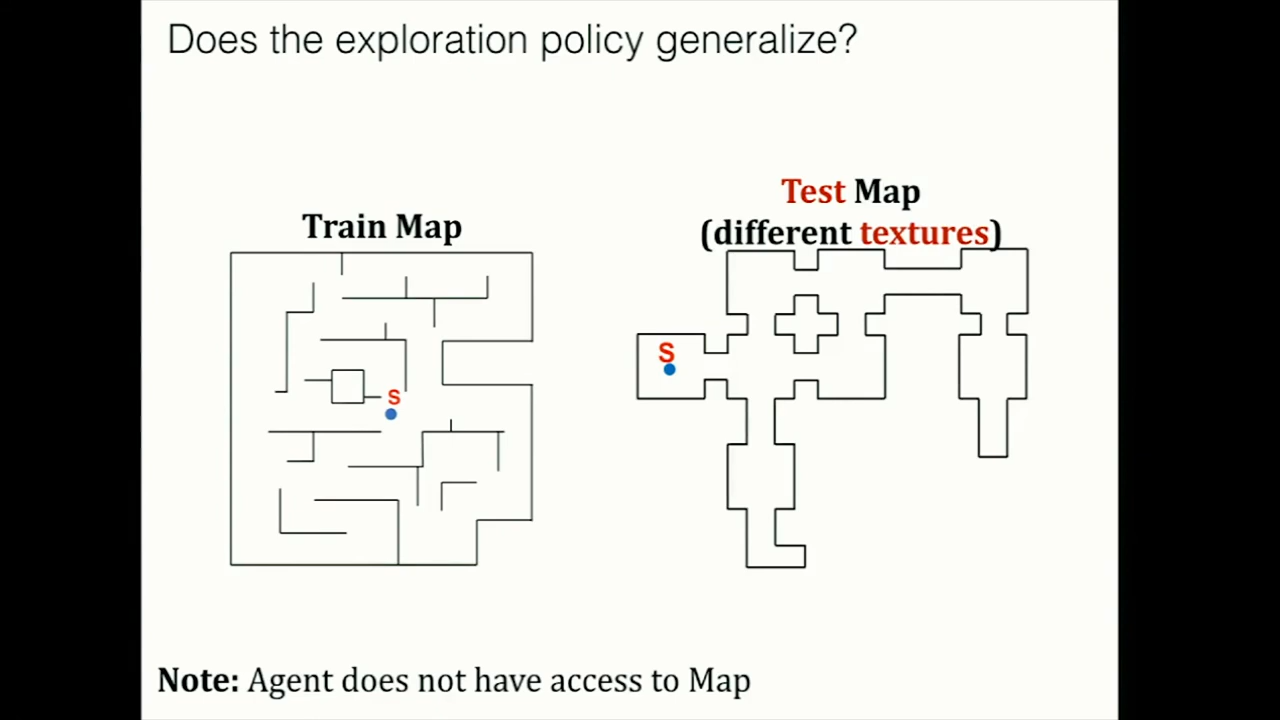 Does the exploration policy generalize?
Train Map
Test Map
(different textures)
S
S
Note: Agent does not have access to Map